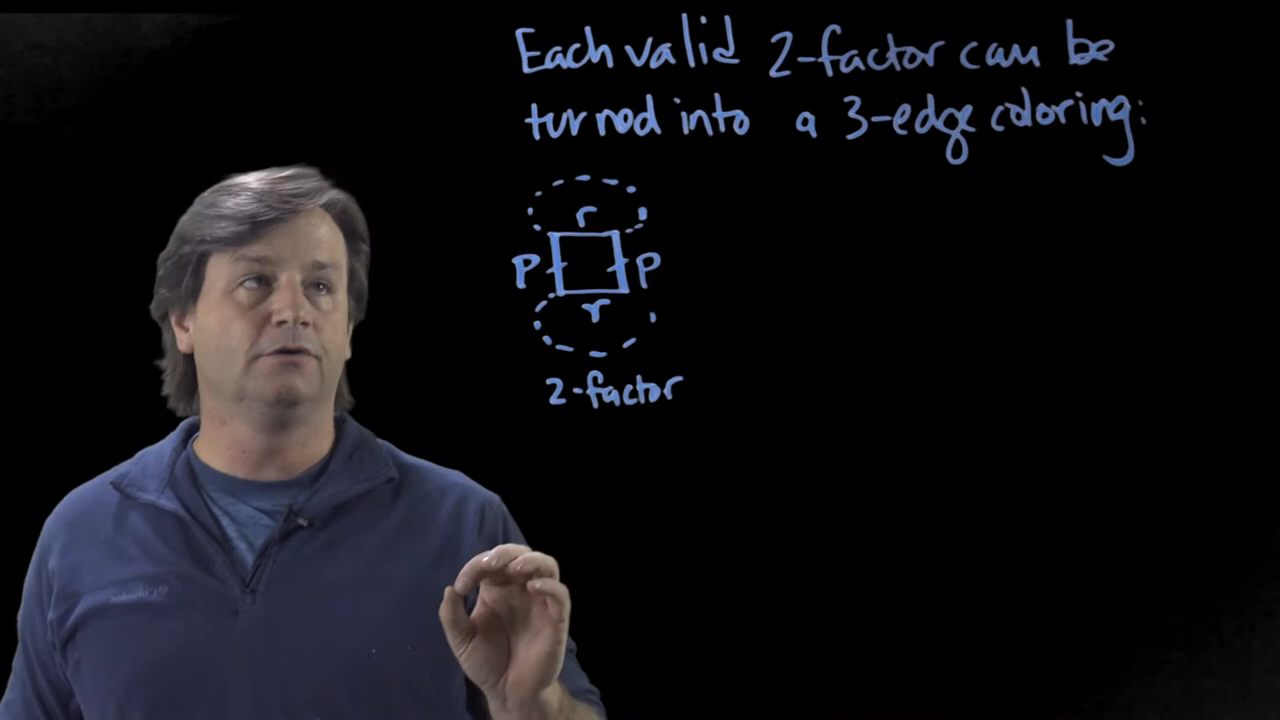 Each valid 2-factor can be
turned into a 3-edge coloring:
r
P P
r
2-factor